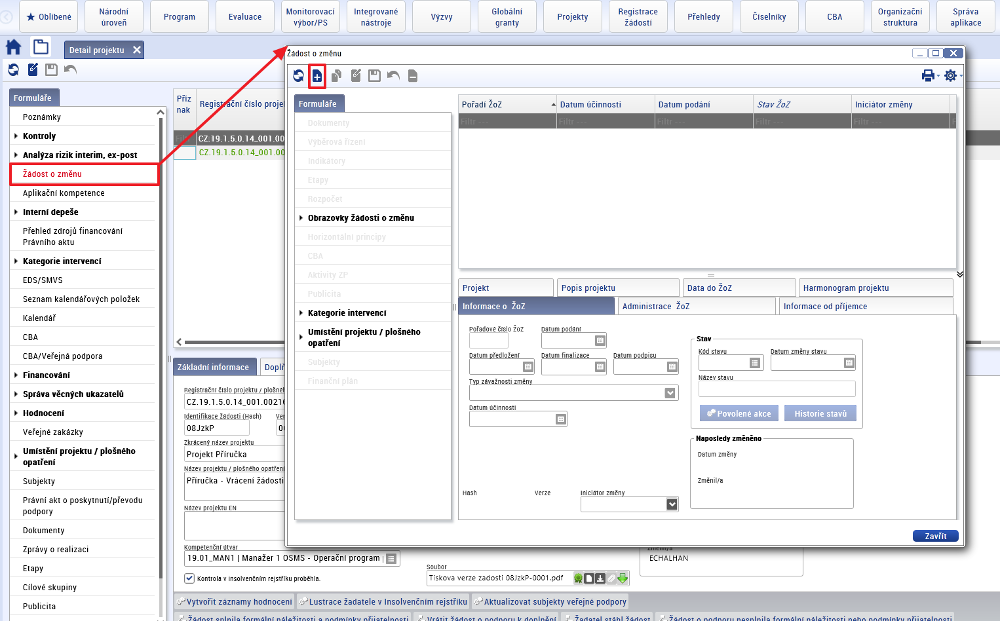 Oblíbené
Národní
úroveň
Program
Evaluace
Monitorovací
výbor/PS
Integrované
nástroje
Výzvy
Globální
granty
Projekty
Registrace
žádostí
Přehledy
Číselníky
CBA
Organizační
struktura
Správa
aplikace
Detail projektu
Formuláře
Poznámky
Kontroly
Analýza rizik interim, ex-post
Žádost o změnu
Aplikační kompetence
Interní depeše
Přehled zdrojů financování
Právního aktu
Kategorie intervencí
EDS/SMVS
Seznam kalendářových položek
Kalendář
CBA
CBA/Veřejná podpora
Financování
Správa věcných ukazatelů
Hodnocení
Veřejné zakázky
Umístění projektu / plošného
opatření
Subjekty
Právní akt o poskytnutí/převodu
podpory
Dokumenty
Zprávy o realizaci
Etapy
Cílové skupiny
Publicita
Příz
nak
Registrační číslo proje
CZ.19.1.5.0.14_001.00
CZ.19.1.5.0.14_001.00
Základní informace
Doplň
Registrační číslo projektu / plošnéh
CZ.19.1.5.0.14_001.00216
Identifikace žádosti (Hash)
Ver
08JzkP
00
Zkrácený název projektu
Projekt Příručka
Název projektu / plošného opatření
Příručka - Vrácení žádosti
Název projektu EN
Kompetenční útvar
19.01_MAN1 | Manažer 1 OSMS - Operační program
Kontrola v insolvenčním rejstříku proběhla.
Soubor
Tiskova verze zadosti 08JzkP-0001.pdf
Změnil/a
ECHALHAN
Vytvořit záznamy hodnocení
Lustrace žadatele v Insolvenčním rejstříku
Aktualizovat subjekty veřejné podpory
Žádost splnila formální náležitosti a podmínky přijatelnosti
Vrátit žádost o podporu k doplnění
Žadatel stáhl žádost
Žádost o podporu nesplnila formální náležitosti nebo podmínky přijatelnosti
Žádost o změnu
Formuláře
Dokumenty
Výběrová řízení
Indikátory
Etapy
Rozpočet
Obrazovky žádosti o změnu
Horizontální principy
CBA
Aktivity ZP
Publicita
Kategorie intervencí
Umístění projektu / plošného
opatření
Subjekty
Finanční plán
Pořadí ŽoZ
Datum účinnosti
Datum podání
Stav ŽoZ
Iniciátor změny
Filtr ---
Filtr ---
Filtr ---
Filtr ---
Filtr ---
Projekt
Popis projektu
Data do ŽoZ
Harmonogram projektu
Informace o ŽoZ
Administrace ŽoZ
Informace od příjemce
Pořadové číslo ŽoZ
Datum podání
Datum předložení
Datum finalizace
Datum podpisu
Typ závažnosti změny
Datum účinnosti
Stav
Kód stavu
Datum změny stavu
Název stavu
Povolené akce
Historie stavů
Naposledy změněno
Datum změny
Změnil/a
Hash
Verze
Iniciátor změny
Zavřít